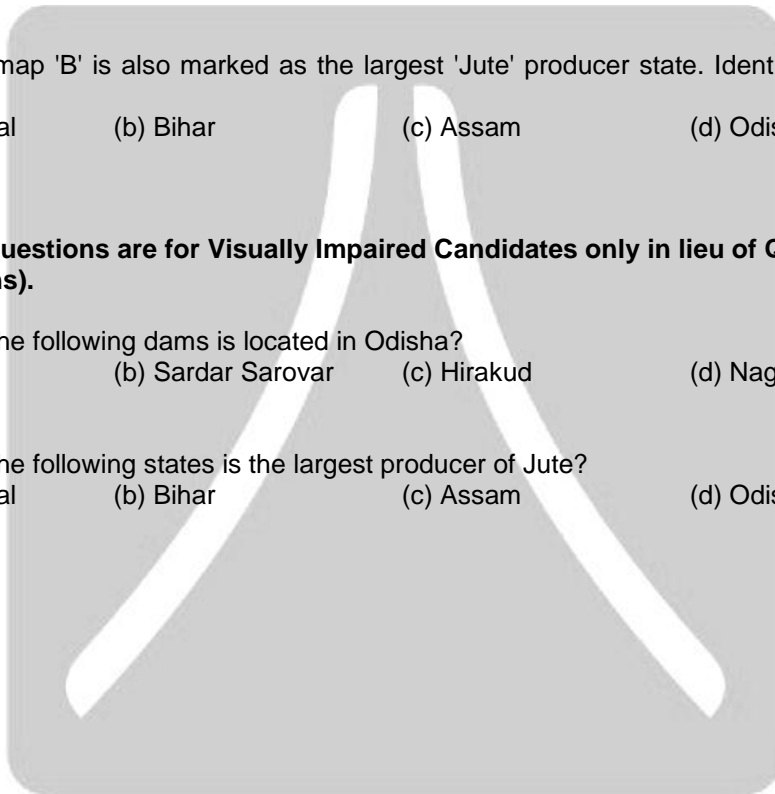 map 'B' is also marked as the largest 'Jute' producer state. Ident
al (b) Bihar (c) Assam (d) Odis
uestions are for Visually Impaired Candidates only in lieu of Q
ns).
he following dams is located in Odisha?
(b) Sardar Sarovar (c) Hirakud (d) Nag
he following states is the largest producer of Jute?
al (b) Bihar (c) Assam (d) Odis